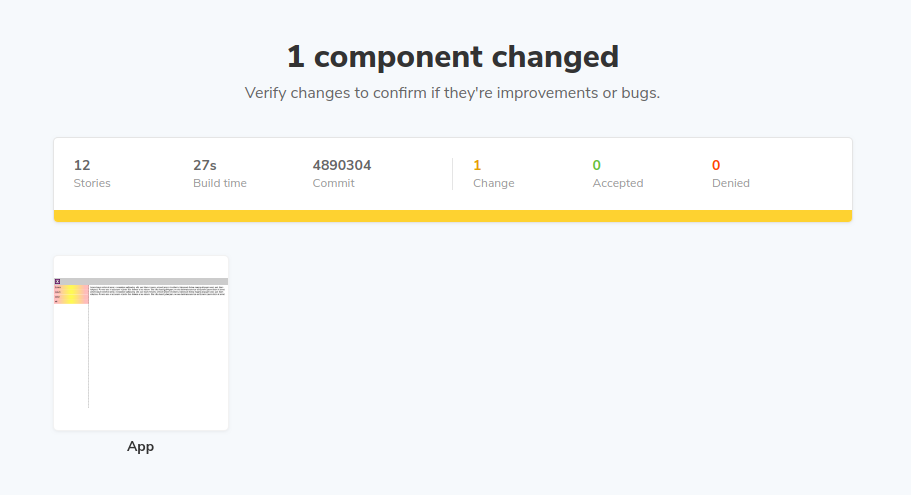 1 component changed
Verify changes to confirm if they're improvements or bugs.
12
Stories
27s
Build time
4890304
Commit
1
Change
0
Accepted
0
Denied
App